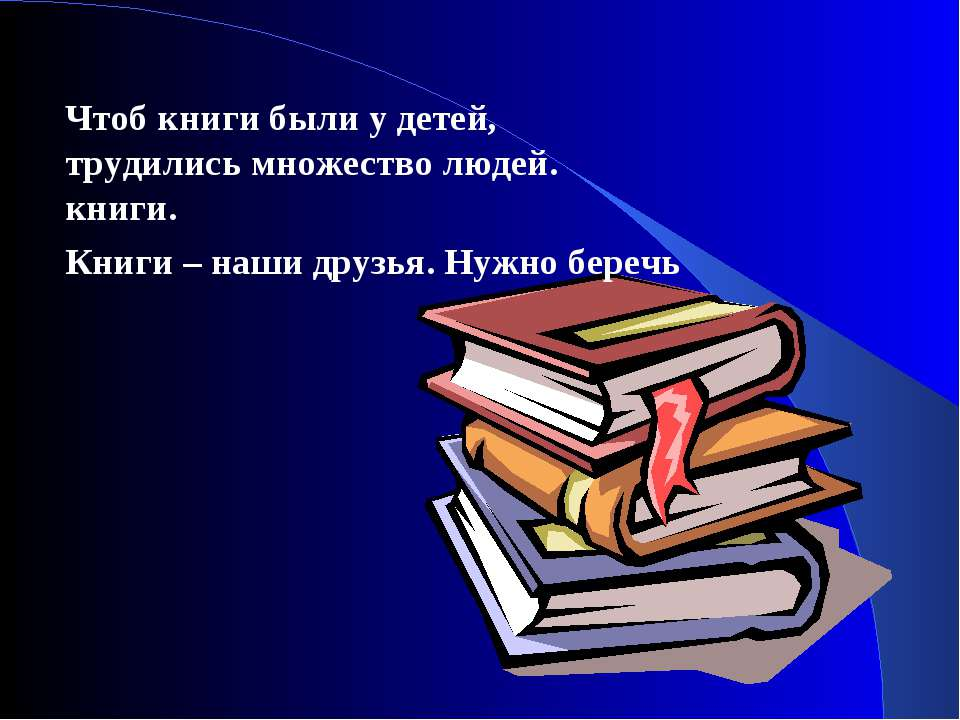 Чтоб книги были у детей,
трудились множество людей.
книги.
Книги – наши друзья. Нужно беречь